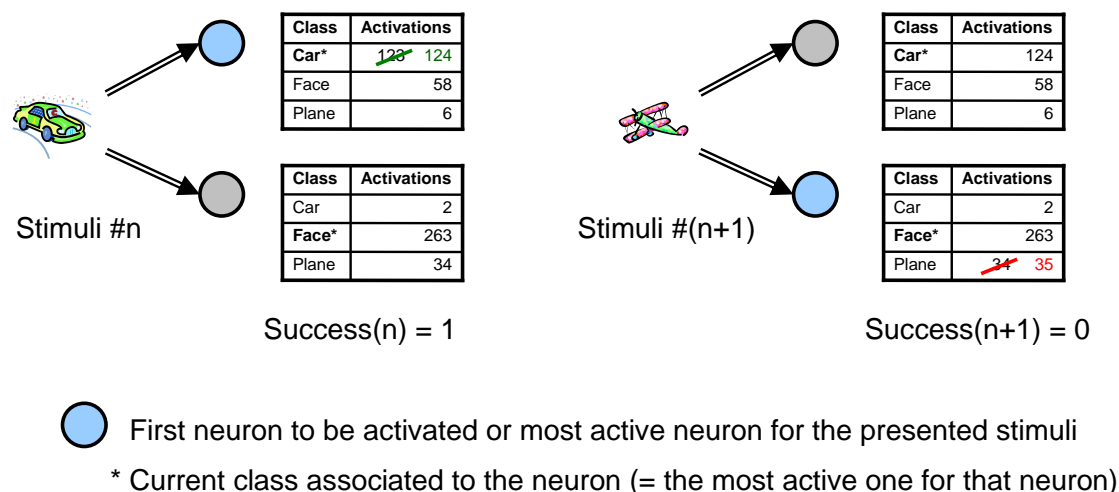 Class Activations
Car* 123 124
Face 58
Plane 6
Class Activations
Car 2
Face* 263
Plane 34
Stimuli #n
Success(n) = 1
Class Activations
Car* 124
Face 58
Plane 6
Class Activations
Car 2
Face* 263
Plane 34 35
Stimuli #(n+1)
Success(n+1) = 0
First neuron to be activated or most active neuron for the presented stimuli
* Current class associated to the neuron (= the most active one for that neuron)